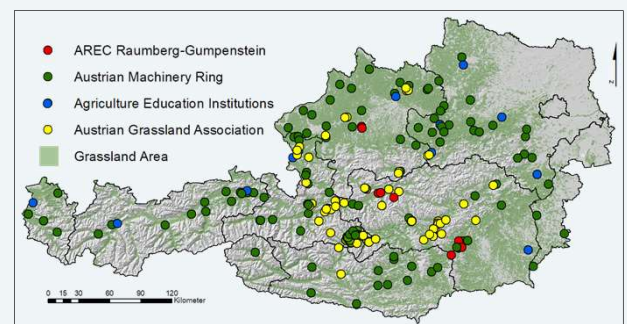 AREC Raumberg-Gumpenstein
Austrian Machinery Ring
Agriculture Education Institutions
Austrian Grassland Association
Grassland Area
N
0 15 30 60 90 120
Kilometer